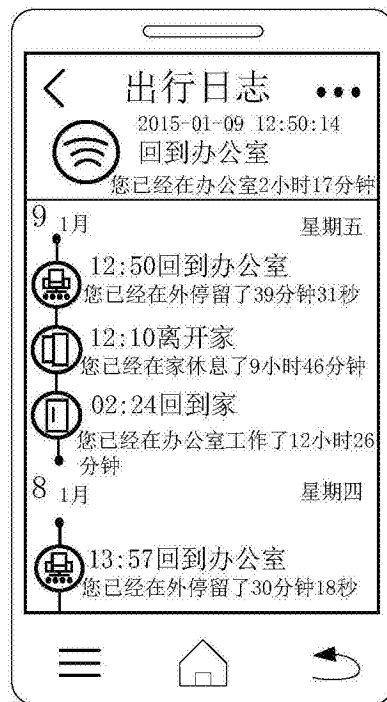 出行日志 •••
2015-01-09 12:50:14
回到办公室
您已经在办公室2小时17分钟
9 1月 星期五
12:50回到办公室
您已经在外停留了39分钟31秒
12:10离开家
您已经在家休息了9小时46分钟
02:24回到家
您已经在办公室工作了12小时26
分钟
8 1月 星期四
13:57回到办公室
您已经在外停留了30分钟18秒